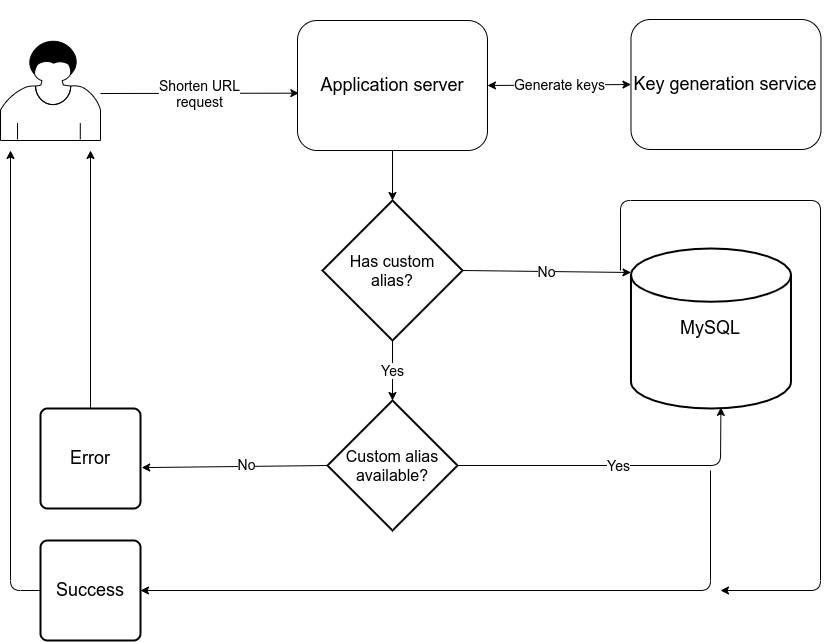 Shorten URL
request
Application server
Generate keys
Key generation service
Has custom
alias?
No
MySQL
Yes
Error
No
Custom alias
available?
Yes
Success